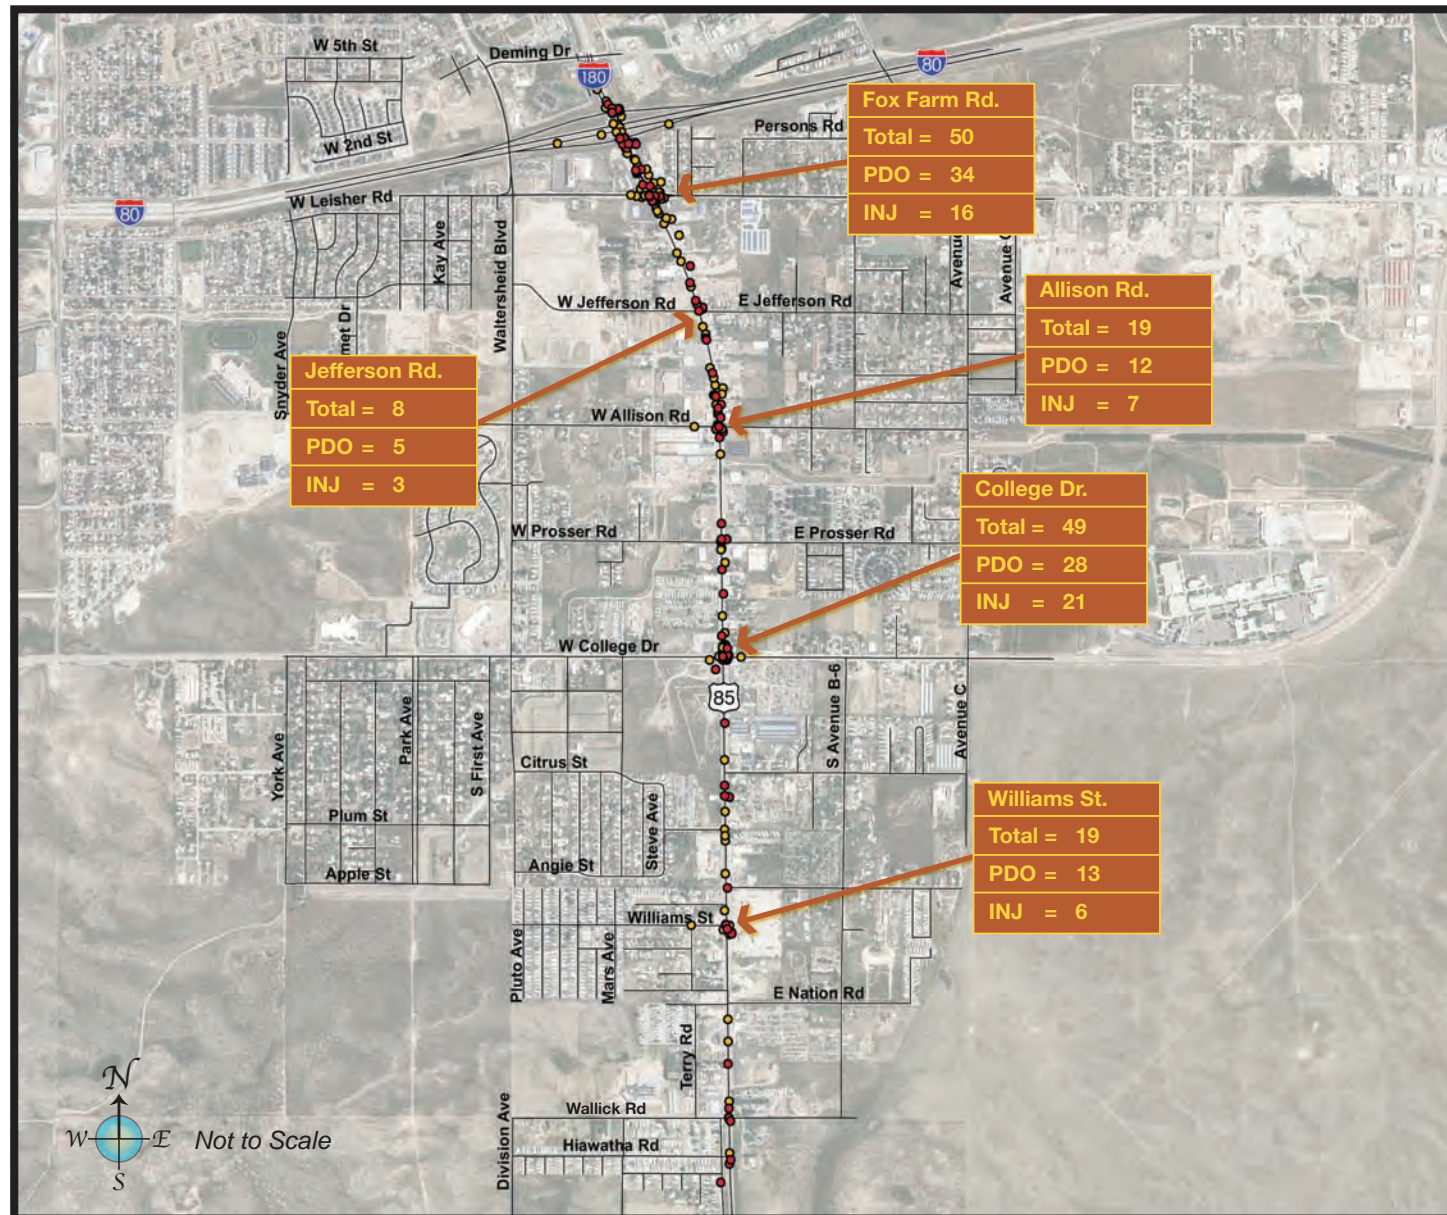 W 5th St
Deming Dr
180
80
Fox Farm Rd.
Total = 50
PDO = 34
INJ = 16
Persons Rd
W 2nd St
W Leisher Rd
80
Kay Ave
Waltersheid Blvd
Avenue
Avenue C
W Jefferson Rd
E Jefferson Rd
Allison Rd.
Total = 19
PDO = 12
INJ = 7
Snyder Ave
met Dr
Jefferson Rd.
Total = 8
PDO = 5
INJ = 3
W Allison Rd
College Dr.
Total = 49
PDO = 28
INJ = 21
W Prosser Rd
E Prosser Rd
W College Dr
85
S Avenue B-6
Avenue C
York Ave
Park Ave
S First Ave
Citrus St
Plum St
Steve Ave
Williams St.
Total = 19
PDO = 13
INJ = 6
Angie St
Apple St
Williams St
Pluto Ave
Mars Ave
E Nation Rd
Terry Rd
N
W E
S
Not to Scale
Wallick Rd
Division Ave
Hiawatha Rd